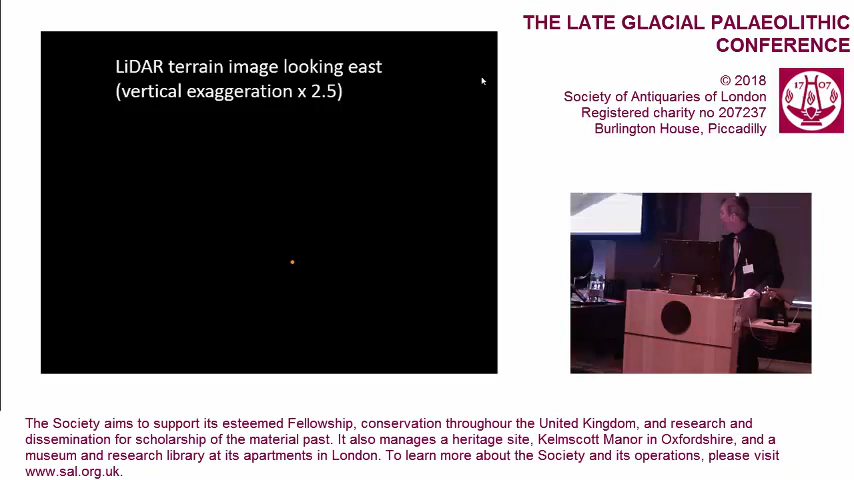 THE LATE GLACIAL PALAEOLITHIC
CONFERENCE
© 2018
Society of Antiquaries of London
Registered charity no 207237
Burlington House, Piccadilly
17 07
LiDAR terrain image looking east
(vertical exaggeration x 2.5)
The Society aims to support its esteemed Fellowship, conservation throughour the United Kingdom, and research and
dissemination for scholarship of the material past. It also manages a heritage site, Kelmscott Manor in Oxfordshire, and a
museum and research library at its apartments in London. To learn more about the Society and its operations, please visit
www.sal.org.uk.